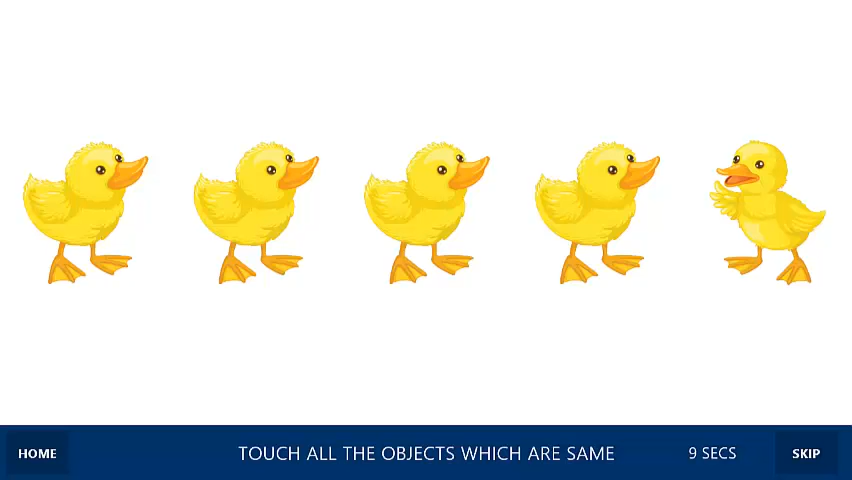 HOME
TOUCH ALL THE OBJECTS WHICH ARE SAME
9 SECS
SKIP